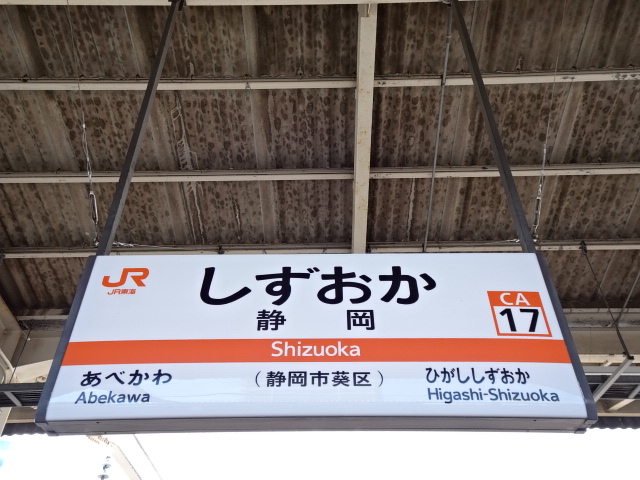 JR
JR東海
しずおか
静岡
CA
17
Shizuoka
あべかわ
(静岡市葵区)
ひがししずおか
Abekawa
Higashi-Shizuoka